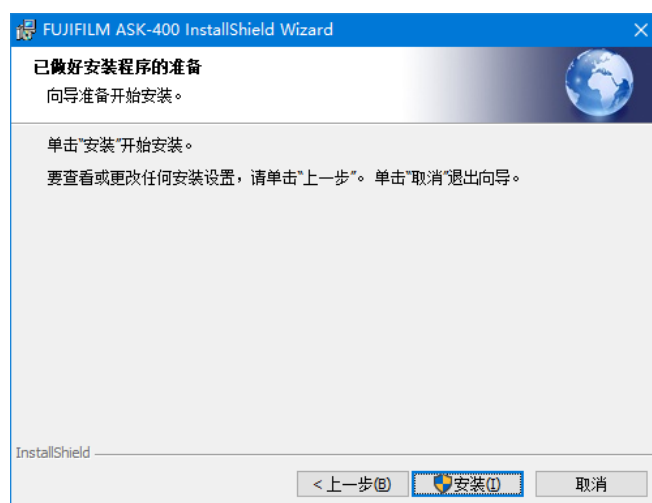 FUJIFILM ASK-400 InstallShield Wizard
已做好安装程序的准备
向导准备开始安装。
单击"安装"开始安装。
要查看或更改任何安装设置，请单击"上一步"。单击"取消"退出向导。
InstallShield
< 上一步(B)
安装(I)
取消